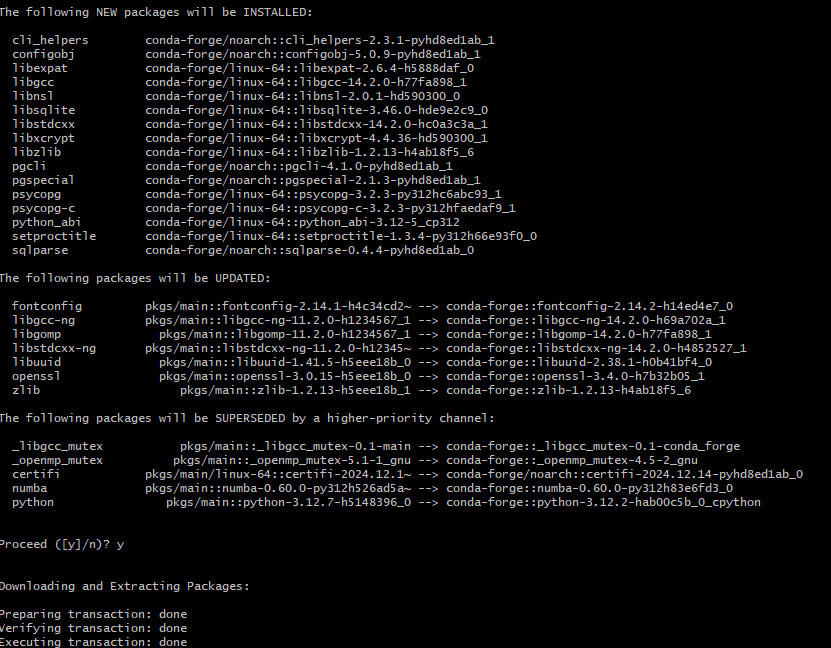 The following NEW packages will be INSTALLED:
cli_helpers conda-forge/noarch::cli_helpers-2.3.1-pyhd8ed1ab_1
configobj conda-forge/noarch::configobj-5.0.9-pyhd8ed1ab_1
libexpat conda-forge/linux-64::libexpat-2.6.4-h5888daf_0
libgcc conda-forge/linux-64::libgcc-14.2.0-h77fa898_1
libnsl conda-forge/linux-64::libnsl-2.0.1-hd590300_0
libsqlite conda-forge/linux-64::libsqlite-3.46.0-hde9e2c9_0
libstdcxx conda-forge/linux-64::libstdcxx-14.2.0-hc0a3c3a_1
libxcrypt conda-forge/linux-64::libxcrypt-4.4.36-hd590300_1
libzlib conda-forge/linux-64::libzlib-1.2.13-h4ab18f5_6
pgcli conda-forge/noarch::pgcli-4.1.0-pyhd8ed1ab_1
pgspecial conda-forge/noarch::pgspecial-2.1.3-pyhd8ed1ab_1
psycopg conda-forge/linux-64::psycopg-3.2.3-py312hc6abc93_1
psycopg-c conda-forge/linux-64::psycopg-c-3.2.3-py312hfaedaf9_1
python_abi conda-forge/linux-64::python_abi-3.12-5_cp312
setproctitle conda-forge/linux-64::setproctitle-1.3.4-py312h66e93f0_0
sqlparse conda-forge/noarch::sqlparse-0.4.4-pyhd8ed1ab_0
The following packages will be UPDATED:
fontconfig pkgs/main::fontconfig-2.14.1-h4c34cd2~ --> conda-forge::fontconfig-2.14.2-h14ed4e7_0
libgcc-ng pkgs/main::libgcc-ng-11.2.0-h1234567_1 --> conda-forge::libgcc-ng-14.2.0-h69a702a_1
libgomp pkgs/main::libgomp-11.2.0-h1234567_1 --> conda-forge::libgomp-14.2.0-h77fa898_1
libstdcxx-ng pkgs/main::libstdcxx-ng-11.2.0-h12345~ --> conda-forge::libstdcxx-ng-14.2.0-h4852527_1
libuuid pkgs/main::libuuid-1.41.5-h5eee18b_0 --> conda-forge::libuuid-2.38.1-h0b41bf4_0
openssl pkgs/main::openssl-3.0.15-h5eee18b_0 --> conda-forge::openssl-3.4.0-h7b32b05_1
zlib pkgs/main::zlib-1.2.13-h5eee18b_1 --> conda-forge::zlib-1.2.13-h4ab18f5_6
The following packages will be SUPERSEDED by a higher-priority channel:
_libgcc_mutex pkgs/main::_libgcc_mutex-0.1-main --> conda-forge::_libgcc_mutex-0.1-conda_forge
_openmp_mutex pkgs/main::_openmp_mutex-5.1-1_gnu --> conda-forge::_openmp_mutex-4.5-2_gnu
certifi pkgs/main/linux-64::certifi-2024.12.1~ --> conda-forge/noarch::certifi-2024.12.14-pyhd8ed1ab_0
numba pkgs/main::numba-0.60.0-py312h526ad5a~ --> conda-forge::numba-0.60.0-py312h83e6fd3_0
python pkgs/main::python-3.12.7-h5148396_0 --> conda-forge::python-3.12.2-hab00c5b_0_cpython
Proceed ([y]/n)? y
Downloading and Extracting Packages:
Preparing transaction: done
Verifying transaction: done
Executing transaction: done